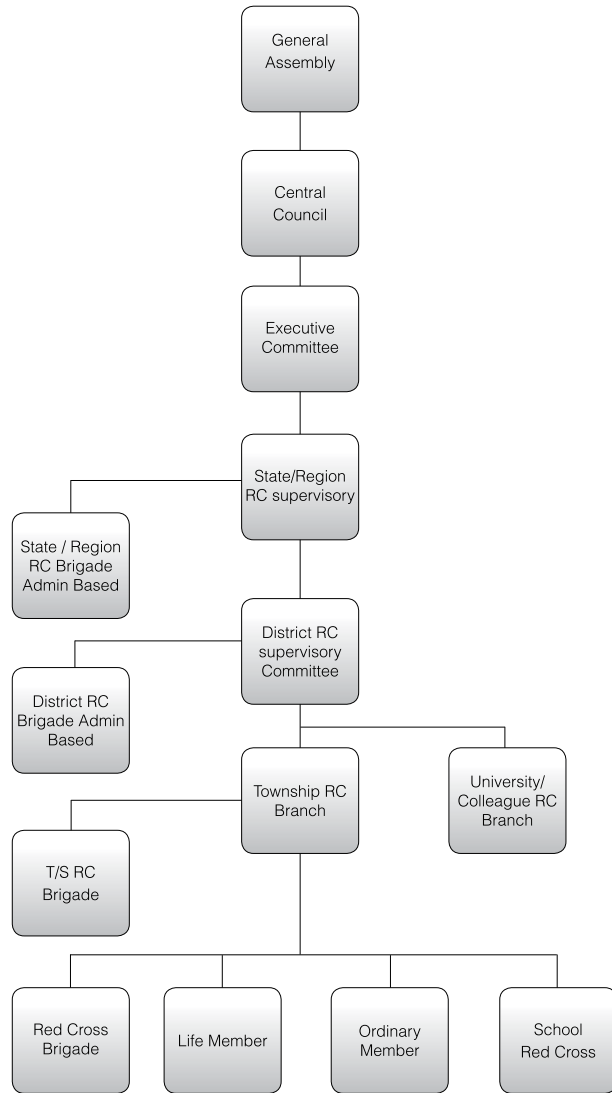 General
Assembly
Central
Council
Executive
Committee
State/Region
RC supervisory
State / Region
RC Brigade
Admin Based
District RC
supervisory
Committee
District RC
Brigade Admin
Based
Township RC
Branch
University/
Colleague RC
Branch
T/S RC
Brigade
Red Cross
Brigade
Life Member
Ordinary
Member
School
Red Cross